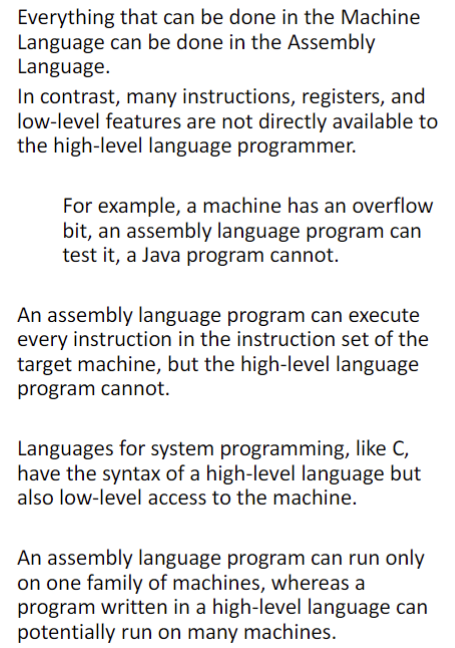 Everything that can be done in the Machine
Language can be done in the Assembly
Language.
In contrast, many instructions, registers, and
low-level features are not directly available to
the high-level language programmer.
For example, a machine has an overflow
bit, an assembly language program can
test it, a Java program cannot.
An assembly language program can execute
every instruction in the instruction set of the
target machine, but the high-level language
program cannot.
Languages for system programming, like C,
have the syntax of a high-level language but
also low-level access to the machine.
An assembly language program can run only
on one family of machines, whereas a
program written in a high-level language can
potentially run on many machines.